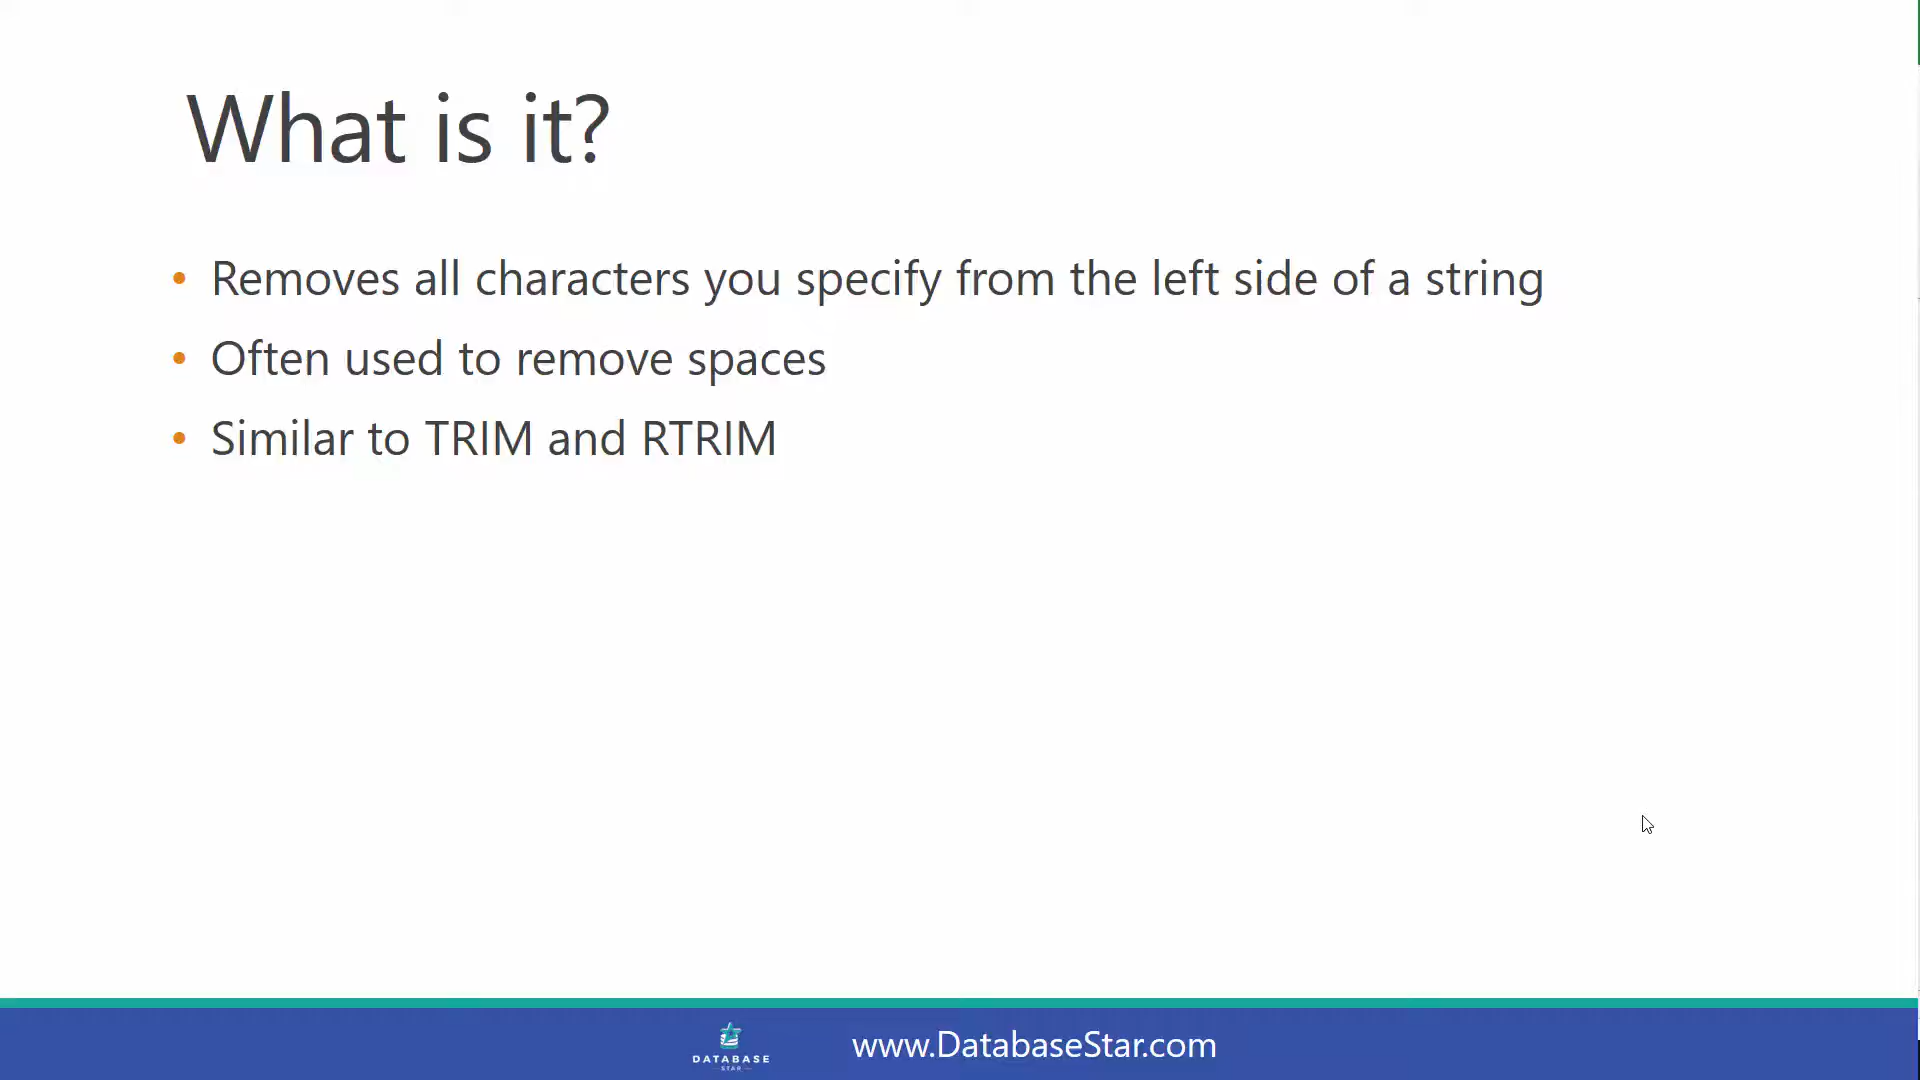 What is it?
• Removes all characters you specify from the left side of a string
• Often used to remove spaces
• Similar to TRIM and RTRIM
DATABASE
STAR
www.DatabaseStar.com